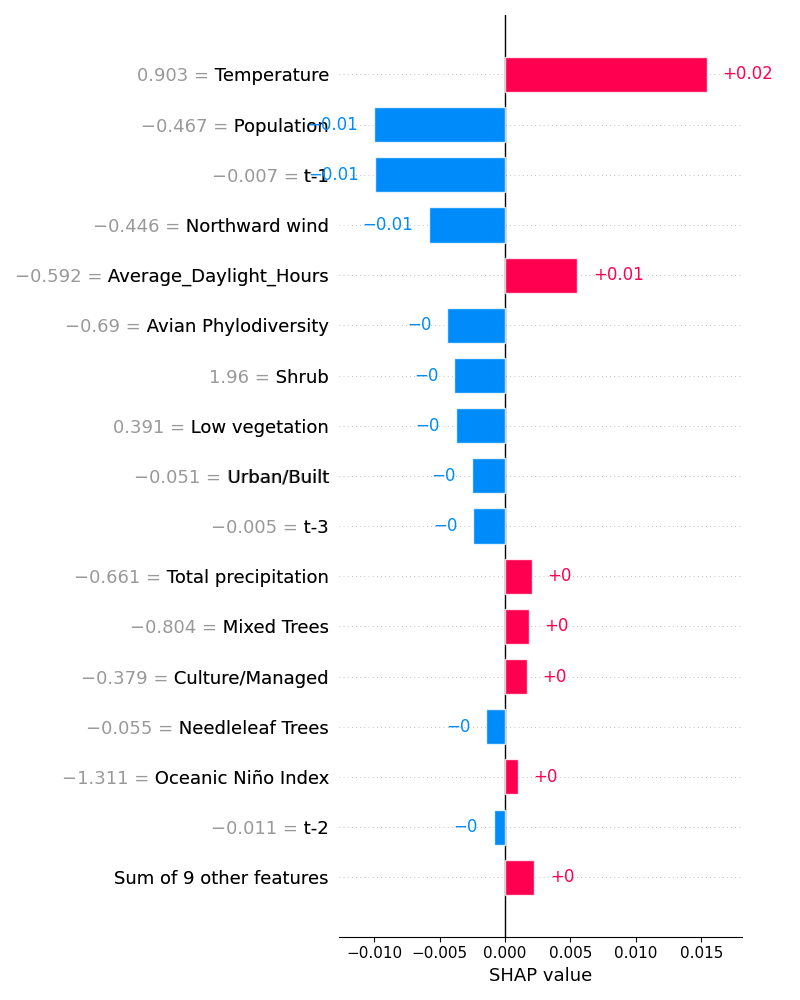 0.903 = Temperature +0.02
−0.467 = Population −0.01
−0.007 = t-1 −0.01
−0.446 = Northward wind −0.01
−0.592 = Average_Daylight_Hours +0.01
−0.69 = Avian Phylodiversity −0
1.96 = Shrub −0
0.391 = Low vegetation −0
−0.051 = Urban/Built −0
−0.005 = t-3 −0
−0.661 = Total precipitation +0
−0.804 = Mixed Trees +0
−0.379 = Culture/Managed +0
−0.055 = Needleleaf Trees −0
−1.311 = Oceanic Niño Index +0
−0.011 = t-2 −0
Sum of 9 other features +0
−0.010 −0.005 0.000 0.005 0.010 0.015
SHAP value